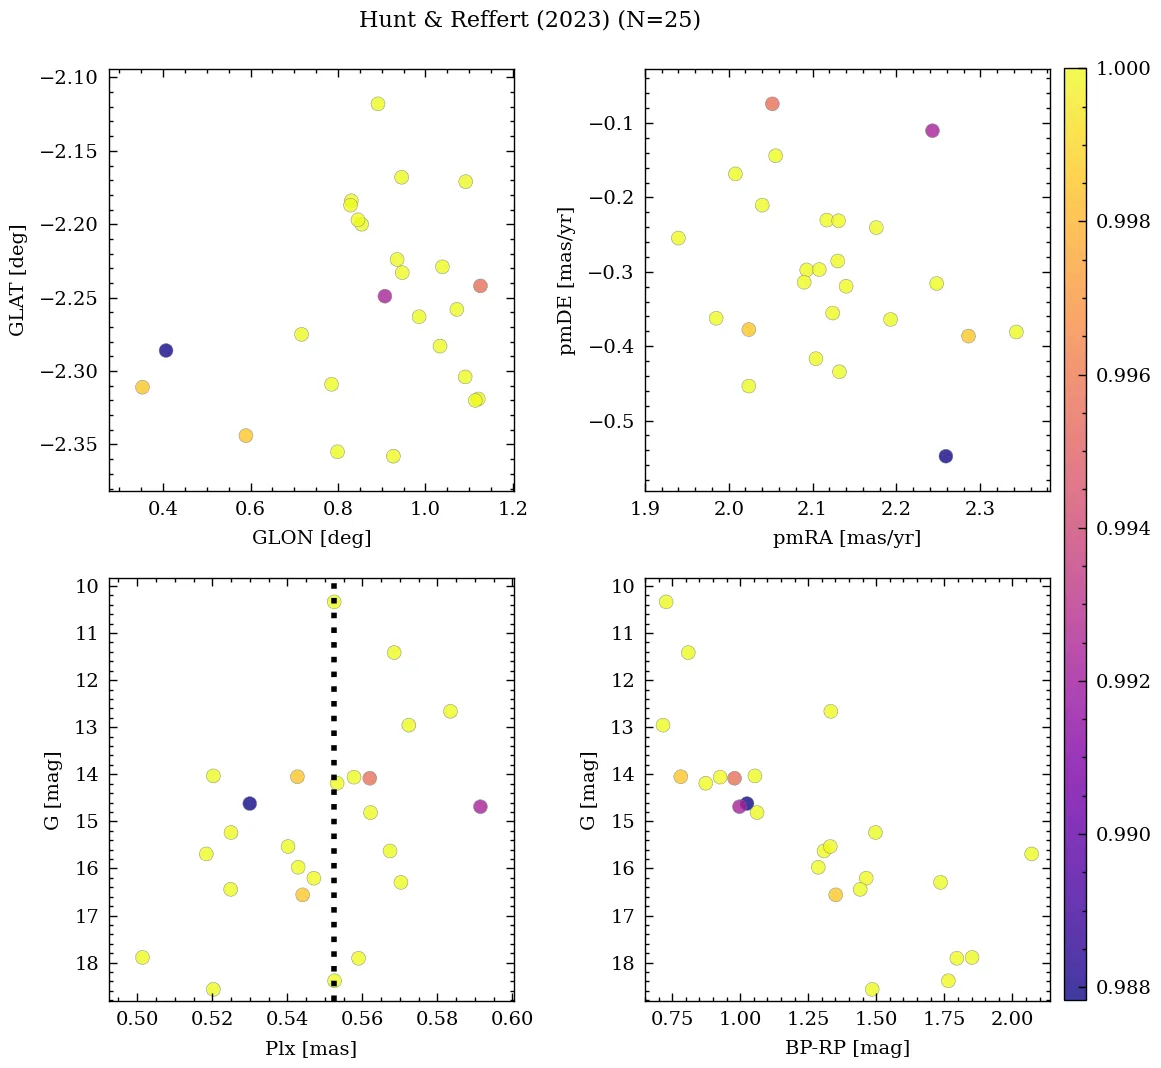 Hunt & Reffert (2023) (N=25)
−2.10
−2.15
−2.20
−2.25
−2.30
−2.35
GLAT [deg]
0.4 0.6 0.8 1.0 1.2
GLON [deg]
−0.1
−0.2
−0.3
−0.4
−0.5
pmDE [mas/yr]
1.9 2.0 2.1 2.2 2.3
pmRA [mas/yr]
10
11
12
13
14
15
16
17
18
G [mag]
0.50 0.52 0.54 0.56 0.58 0.60
Plx [mas]
10
11
12
13
14
15
16
17
18
G [mag]
0.75 1.00 1.25 1.50 1.75 2.00
BP-RP [mag]
1.000
0.998
0.996
0.994
0.992
0.990
0.988